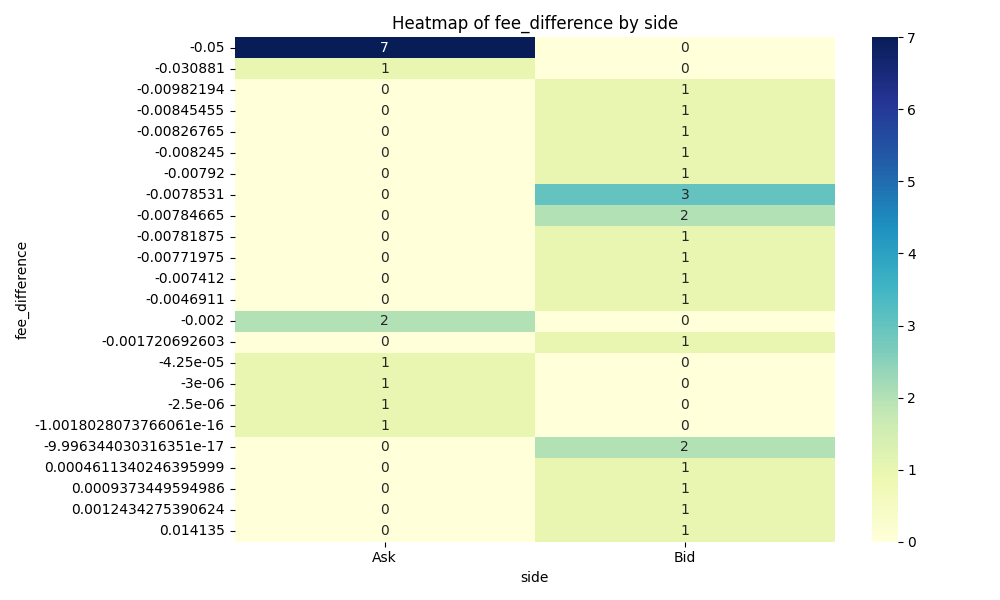 Heatmap of fee_difference by side
-0.05 7 0 7
-0.030881 1 0
-0.00982194 0 1
-0.00845455 0 1 6
-0.00826765 0 1
-0.008245 0 1
-0.00792 0 1 5
-0.0078531 0 3
-0.00784665 0 2
-0.00781875 0 1
-0.00771975 0 1 4
-0.007412 0 1
-0.0046911 0 1
-0.002 2 0 3
-0.001720692603 0 1
-4.25e-05 1 0
-3e-06 1 0
-2.5e-06 1 0 2
-1.0018028073766061e-16 1 0
-9.996344030316351e-17 0 2
0.0004611340246395999 0 1 1
0.0009373449594986 0 1
0.0012434275390624 0 1
0.014135 0 1 0
Ask Bid
side
fee_difference